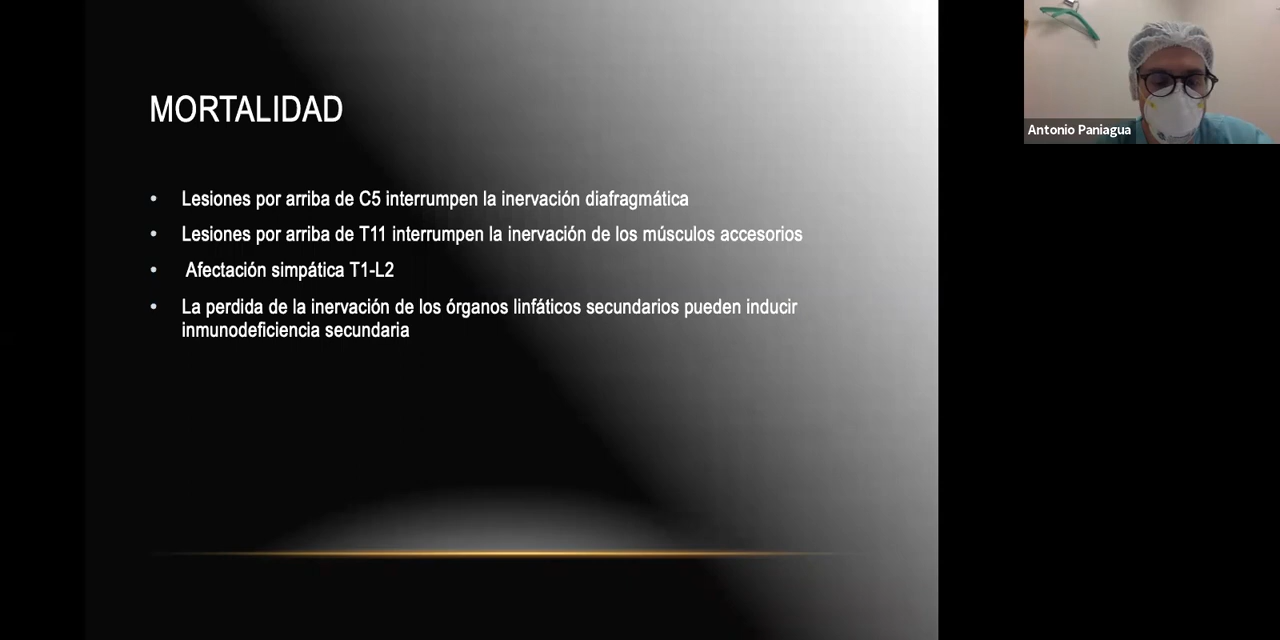 MORTALIDAD
• Lesiones por arriba de C5 interrumpen la inervación diafragmática
• Lesiones por arriba de T11 interrumpen la inervación de los músculos accesorios
• Afectación simpática T1-L2
• La perdida de la inervación de los órganos linfáticos secundarios pueden inducir
inmunodeficiencia secundaria
Antonio Paniagua